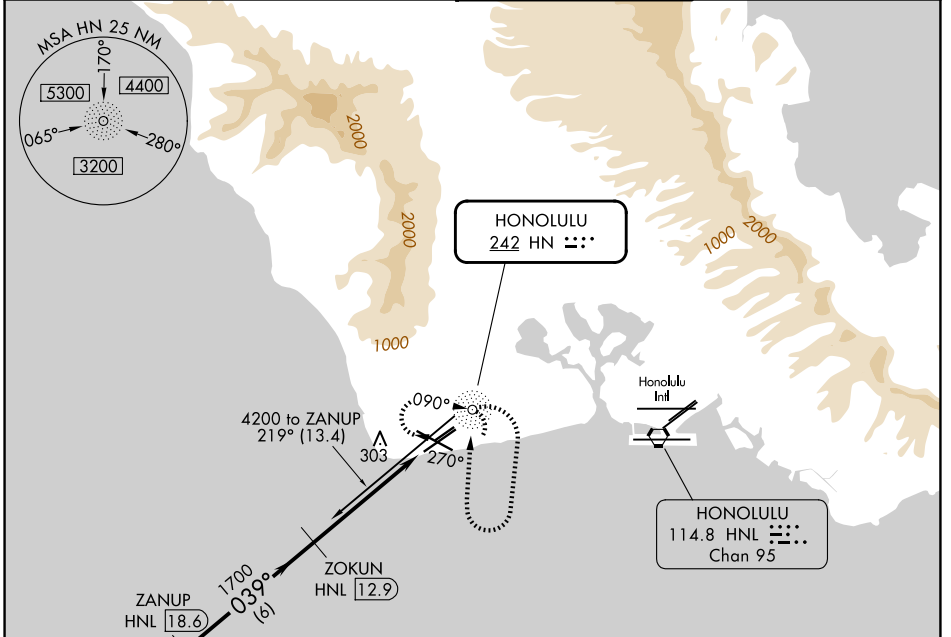 MSA HN 25 NM
170°
5300
4400
065°
280°
3200
2000
2000
1000
1000
2000
HONOLULU
242 HN
Honolulu
Intl
090°
4200 to ZANUP
219° (13.4)
303
270°
HONOLULU
114.8 HNL
Chan 95
ZOKUN
HNL 12.9
1700
039°
(6)
ZANUP
HNL 18.6